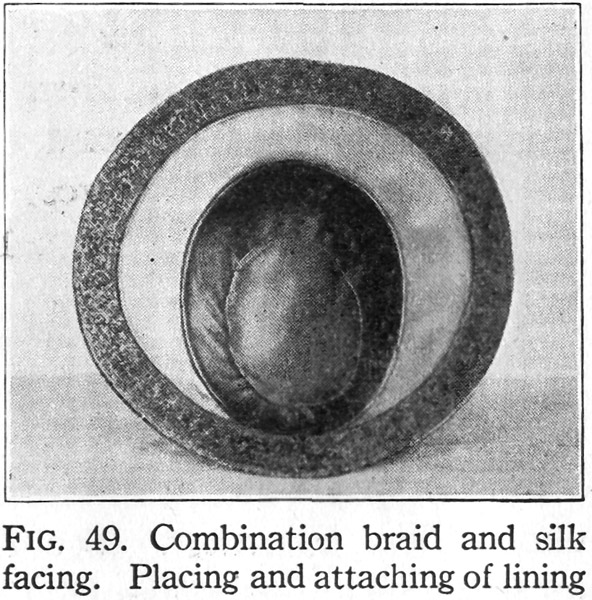 FIG. 49. Combination braid and silk
facing. Placing and attaching of lining